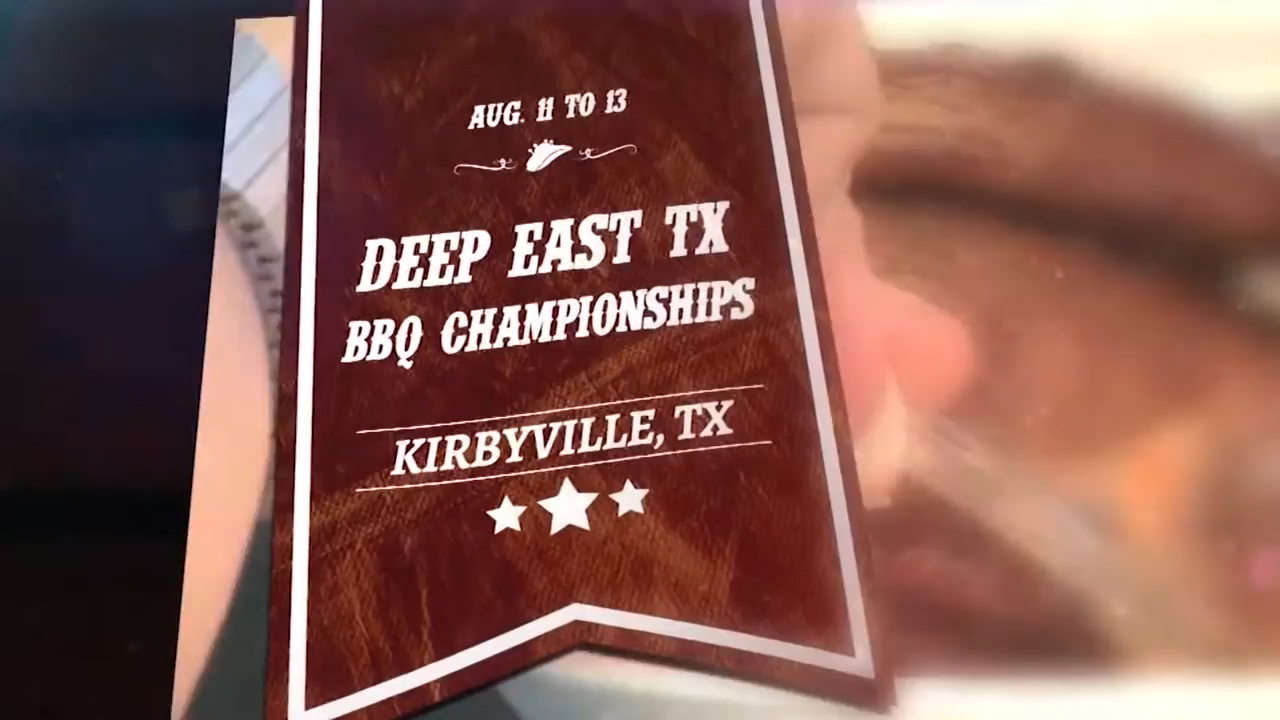 AUG. 11 TO 13
DEEP EAST TX
BBQ CHAMPIONSHIPS
KIRBYVILLE, TX